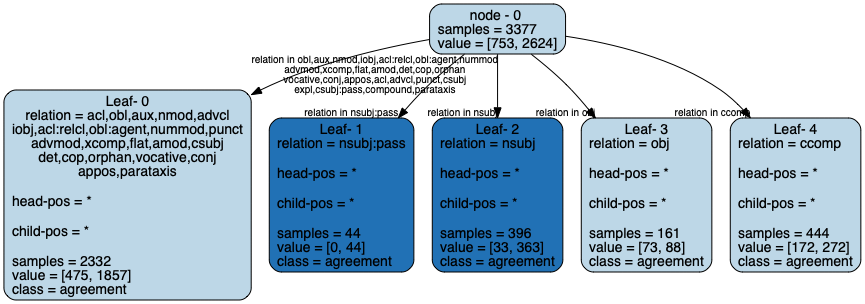 node - 0
samples = 3377
value = [753, 2624]
relation in obl,aux,nmod,iobj,acl:relcl,obl:agent,nummod
advmod,xcomp,flat,amod,det,cop,orphan
vocative,conj,appos,acl,advcl,punct,csubj
expl,csubj:pass,compound,parataxis
relation in nsubj:pass
relation in nsubj
relation in obj
relation in ccomp
Leaf- 0
relation = acl,obl,aux,nmod,advcl
iobj,acl:relcl,obl:agent,nummod,punct
advmod,xcomp,flat,amod,csubj
det,cop,orphan,vocative,conj
appos,parataxis
head-pos = *
child-pos = *
samples = 2332
value = [475, 1857]
class = agreement
Leaf- 1
relation = nsubj:pass
head-pos = *
child-pos = *
samples = 44
value = [0, 44]
class = agreement
Leaf- 2
relation = nsubj
head-pos = *
child-pos = *
samples = 396
value = [33, 363]
class = agreement
Leaf- 3
relation = obj
head-pos = *
child-pos = *
samples = 161
value = [73, 88]
class = agreement
Leaf- 4
relation = ccomp
head-pos = *
child-pos = *
samples = 444
value = [172, 272]
class = agreement